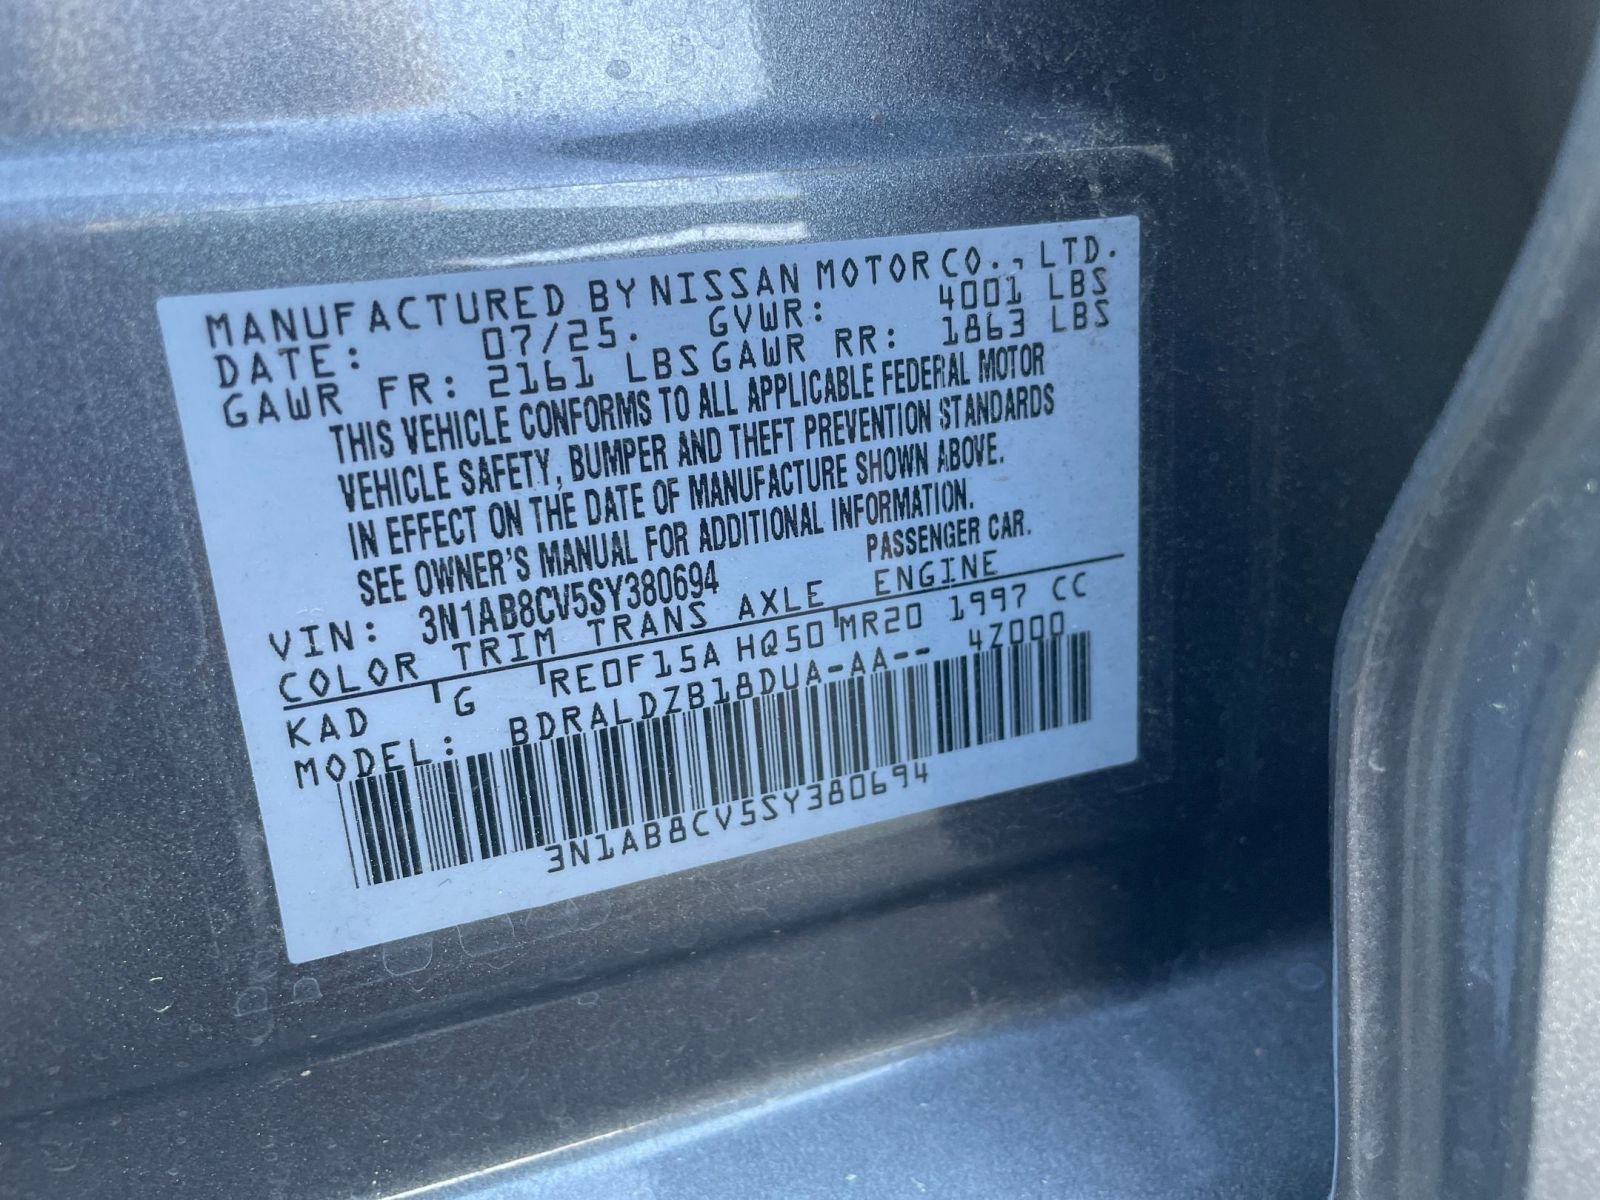 MANUFACTURED BY NISSAN MOTOR CO., LTD.
DATE: 07/25. GVWR: 4001 LBS
GAWR FR: 2161 LBS GAWR RR: 1863 LBS
THIS VEHICLE CONFORMS TO ALL APPLICABLE FEDERAL MOTOR
VEHICLE SAFETY, BUMPER AND THEFT PREVENTION STANDARDS
IN EFFECT ON THE DATE OF MANUFACTURE SHOWN ABOVE.
SEE OWNER'S MANUAL FOR ADDITIONAL INFORMATION.
VIN: 3N1AB8CV5SY380694 PASSENGER CAR.
COLOR TRIM TRANS AXLE ENGINE
KAD G RE0F15A HQ50 MR20 1997 CC
MODEL: BDRALDZB18DUA-AA-- 4Z000
3N1AB8CV5SY380694